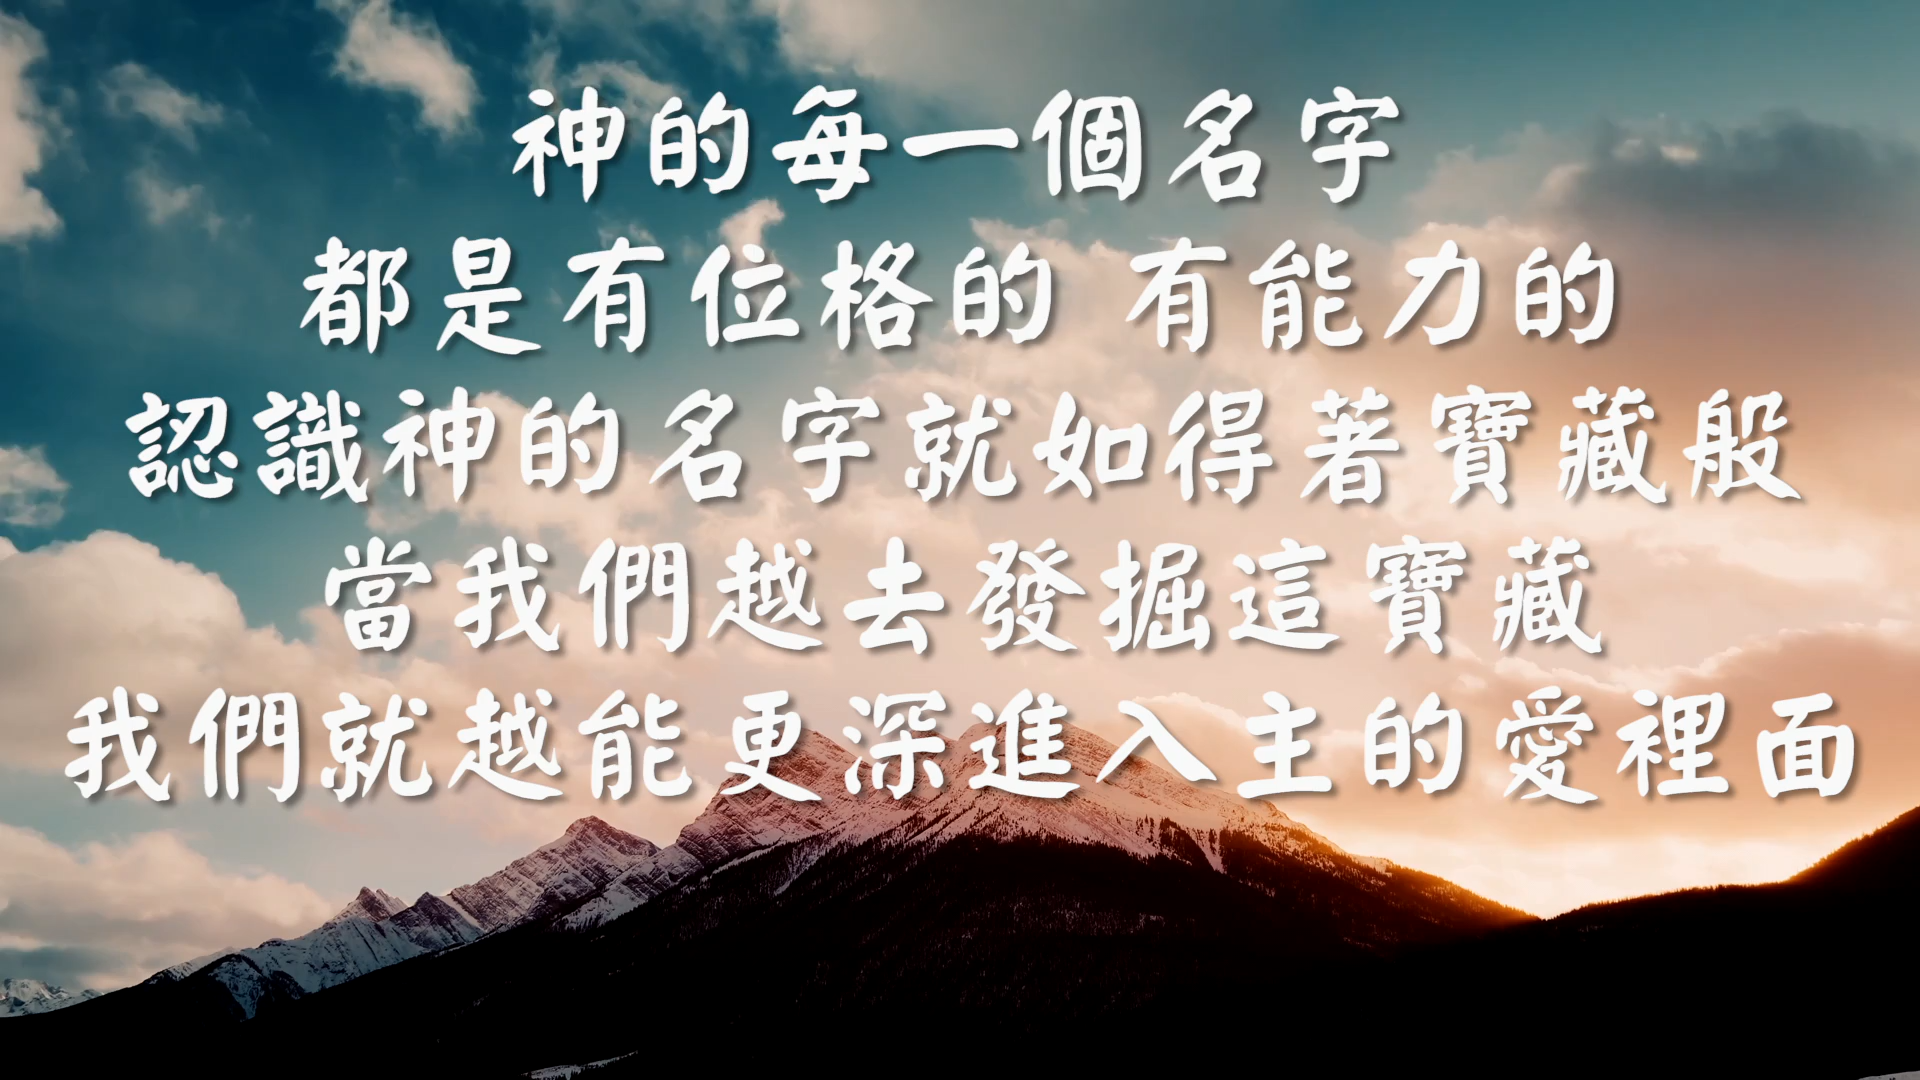 神的每一個名字
都是有位格的 有能力的
認識神的名字就如得著寶藏般
當我們越去發掘這寶藏
我們就越能更深進入主的愛裡面